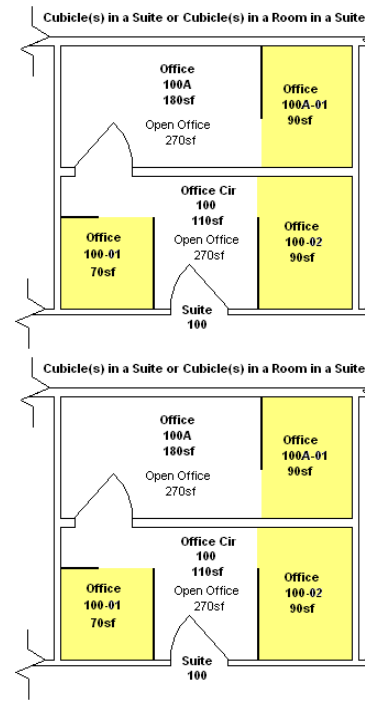 Cubicle(s) in a Suite or Cubicle(s) in a Room in a Suite
Office
100A
180sf
Open Office
270sf
Office
100A-01
90sf
Office Cir
100
110sf
Open Office
270sf
Office
100-01
70sf
Office
100-02
90sf
Suite
100
Cubicle(s) in a Suite or Cubicle(s) in a Room in a Suite
Office
100A
180sf
Open Office
270sf
Office
100A-01
90sf
Office Cir
100
110sf
Open Office
270sf
Office
100-01
70sf
Office
100-02
90sf
Suite
100